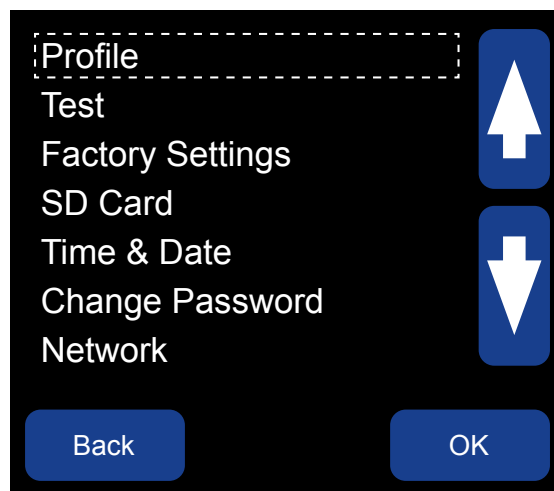 Profile
Test
Factory Settings
SD Card
Time & Date
Change Password
Network
Back
OK